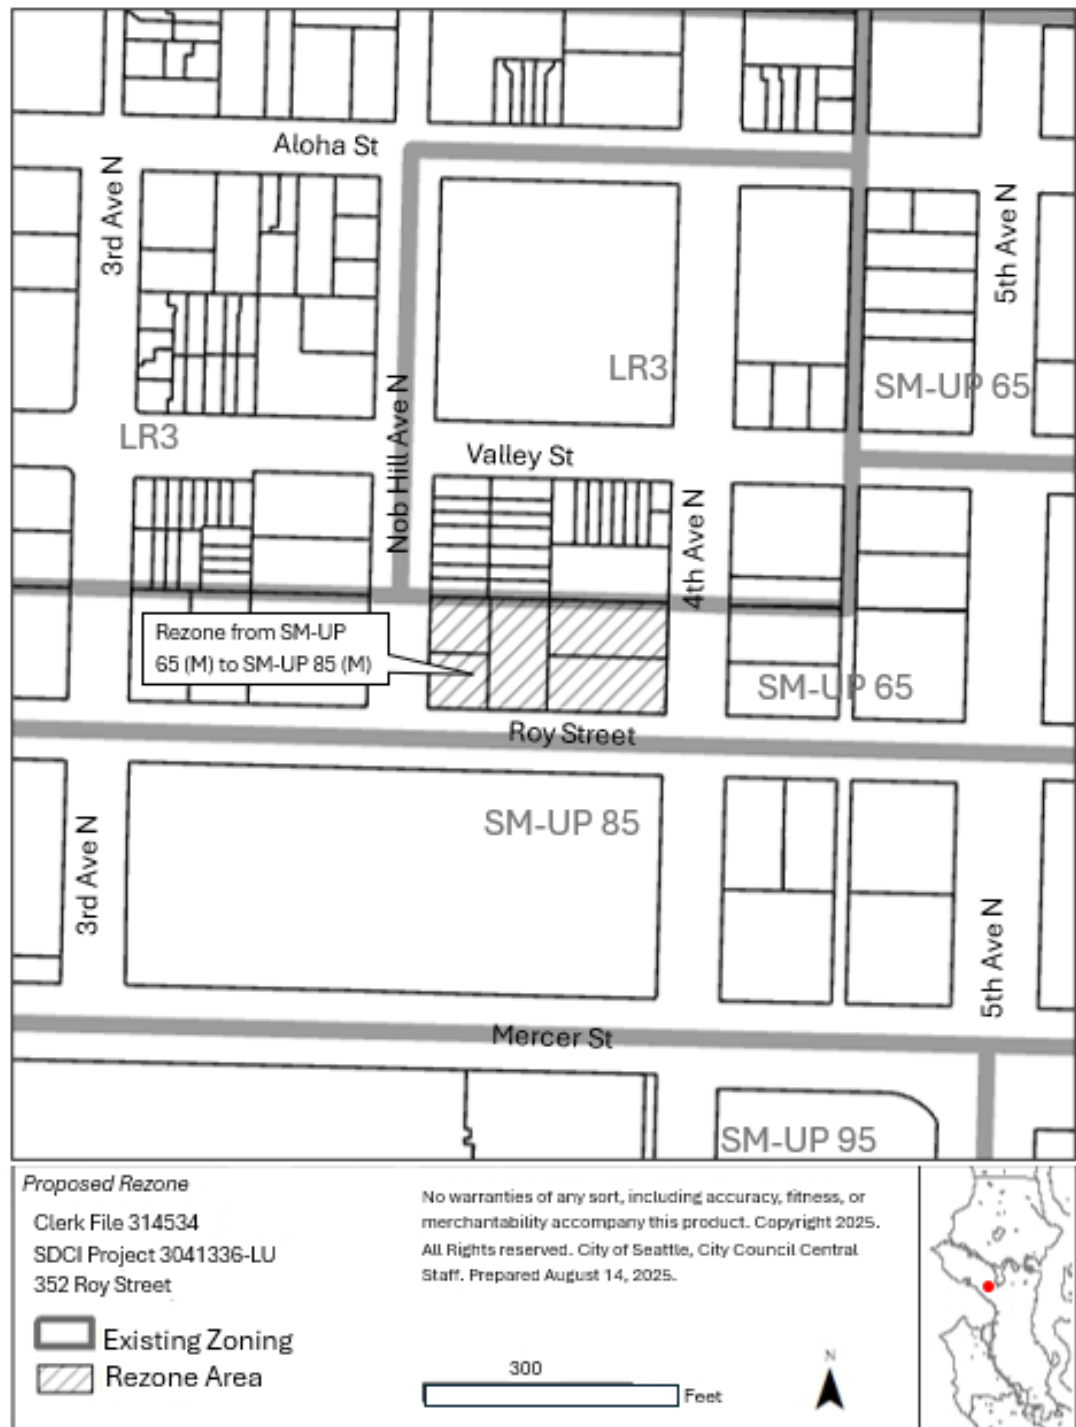 Aloha St
3rd Ave N
5th Ave N
LR3
SM-UP 65
Nob Hill Ave N
LR3
Valley St
4th Ave N
Rezone from SM-UP
65 (M) to SM-UP 85 (M)
SM-UP 65
Roy Street
SM-UP 85
3rd Ave N
5th Ave N
Mercer St
SM-UP 95
Proposed Rezone
Clerk File 314534
SDCI Project 3041336-LU
352 Roy Street
Existing Zoning
Rezone Area
No warranties of any sort, including accuracy, fitness, or
merchantability accompany this product. Copyright 2025.
All Rights reserved. City of Seattle, City Council Central
Staff. Prepared August 14, 2025.
300
Feet
N